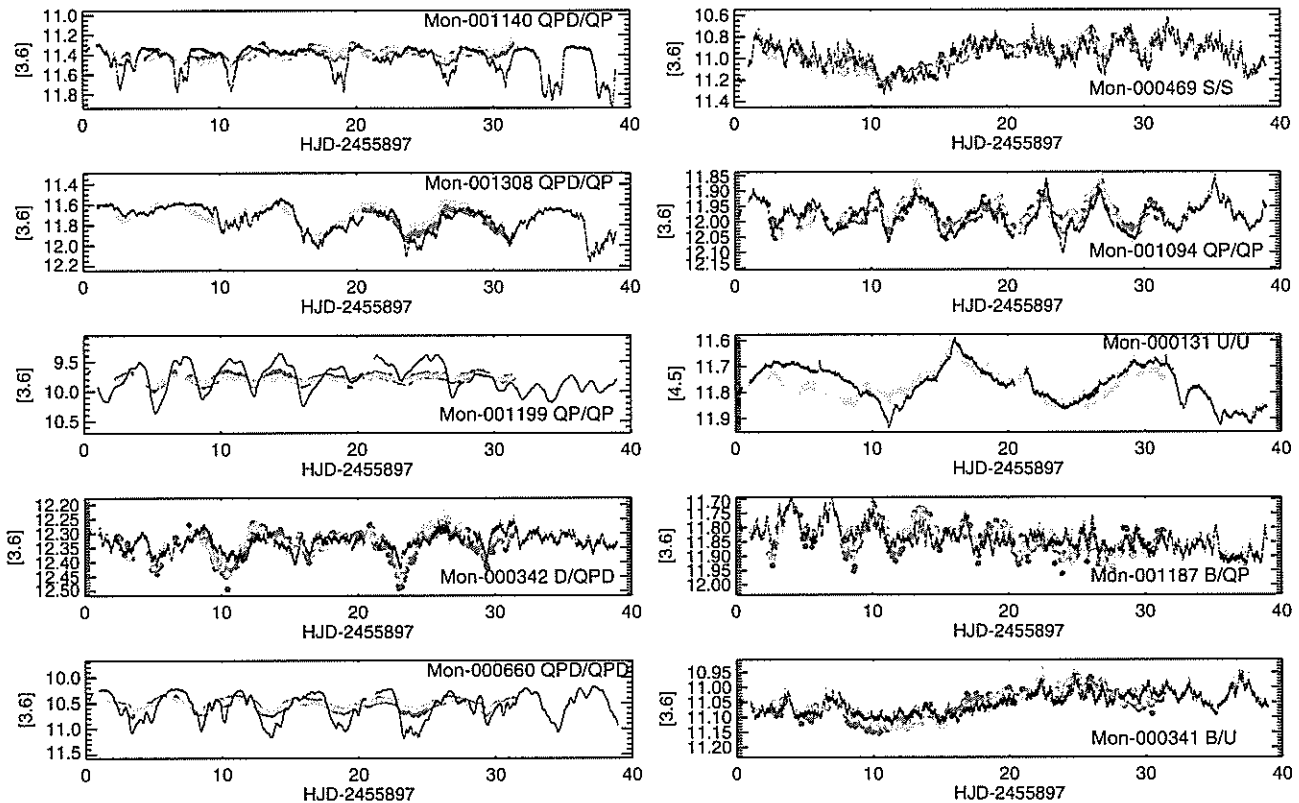 Mon-001140 QPD/QP
[3.6]
11.0
11.2
11.4
11.6
11.8
0 10 20 30 40
HJD-2455897
Mon-000469 S/S
[3.6]
10.6
10.8
11.0
11.2
11.4
0 10 20 30 40
HJD-2455897
Mon-001308 QPD/QP
[3.6]
11.4
11.6
11.8
12.0
12.2
0 10 20 30 40
HJD-2455897
Mon-001094 QP/QP
[3.6]
11.85
11.90
11.95
12.00
12.05
12.10
12.15
0 10 20 30 40
HJD-2455897
Mon-001199 QP/QP
[3.6]
9.5
10.0
10.5
0 10 20 30 40
HJD-2455897
Mon-000131 U/U
[4.5]
11.6
11.7
11.8
11.9
0 10 20 30 40
HJD-2455897
Mon-000342 D/QPD
[3.6]
12.20
12.25
12.30
12.35
12.40
12.45
12.50
0 10 20 30 40
HJD-2455897
Mon-001187 B/QP
[3.6]
11.70
11.75
11.80
11.85
11.90
11.95
12.00
0 10 20 30 40
HJD-2455897
Mon-000660 QPD/QPD
[3.6]
10.0
10.5
11.0
11.5
0 10 20 30 40
HJD-2455897
Mon-000341 B/U
[3.6]
10.95
11.00
11.05
11.10
11.15
11.20
0 10 20 30 40
HJD-2455897